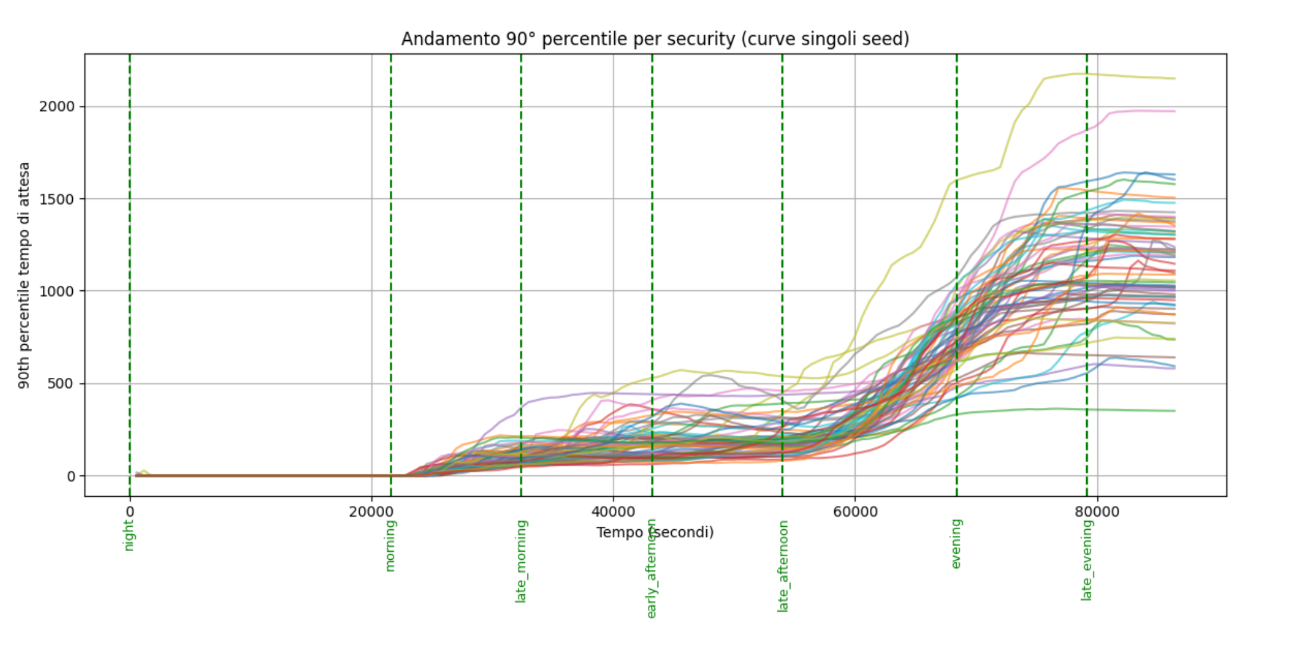 Andamento 90° percentile per security (curve singoli seed)
90th percentile tempo di attesa
2000
1500
1000
500
0
0
20000
40000
60000
80000
Tempo (secondi)
night
morning
late_morning
early_afternoon
late_afternoon
evening
late_evening